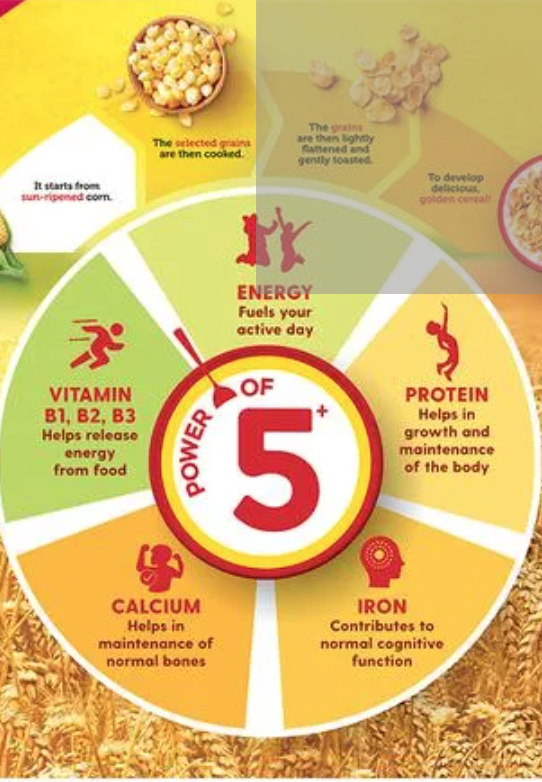 The selected grains
are then cooked.
The grains
are then lightly
flattened and
gently toasted.
It starts from
sun-ripened corn.
To develop
delicious,
golden cereal!
ENERGY
Fuels your
active day
VITAMIN
B1, B2, B3
Helps release
energy
from food
PROTEIN
Helps in
growth and
maintenance
of the body
POWER OF
5+
CALCIUM
Helps in
maintenance of
normal bones
IRON
Contributes to
normal cognitive
function